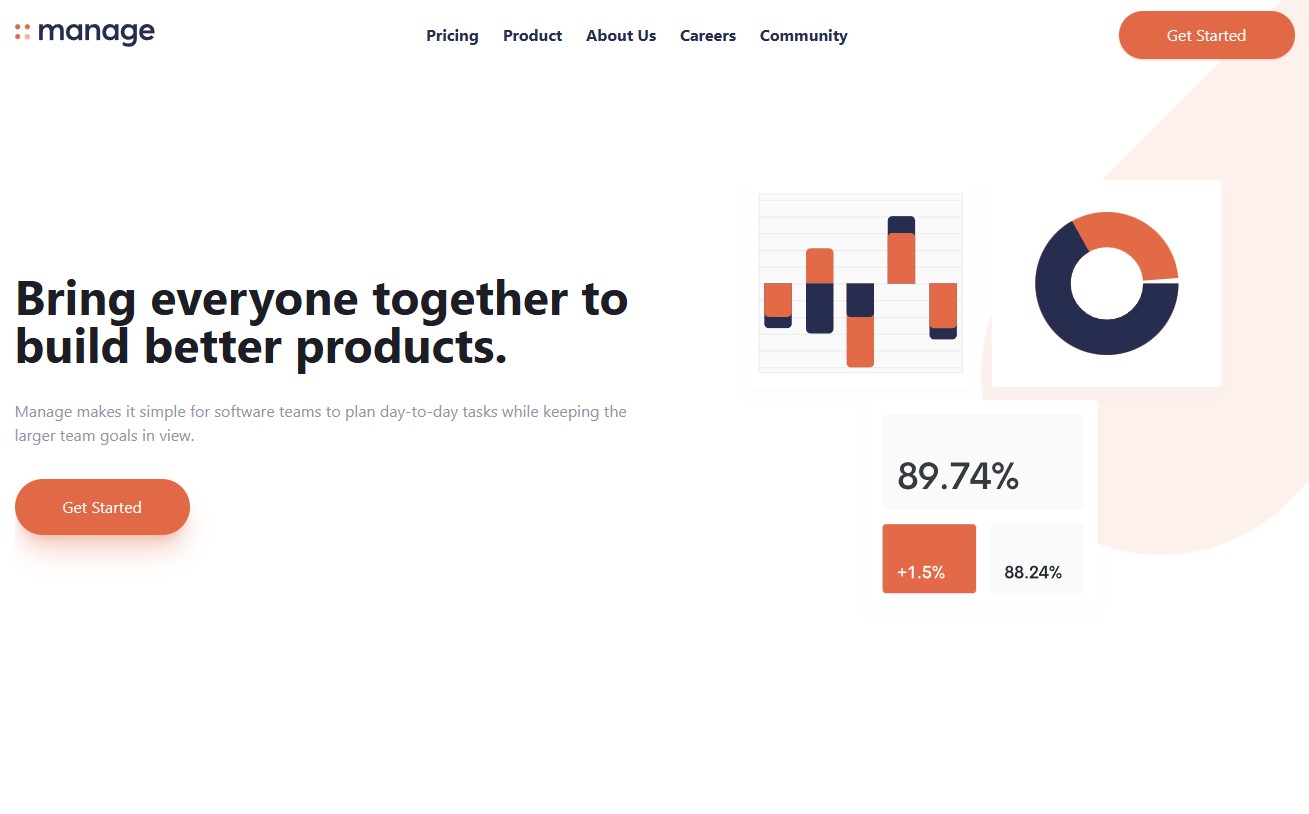 manage
Pricing
Product
About Us
Careers
Community
Get Started
Bring everyone together to
build better products.
Manage makes it simple for software teams to plan day-to-day tasks while keeping the
larger team goals in view.
Get Started
89.74%
+1.5%
88.24%